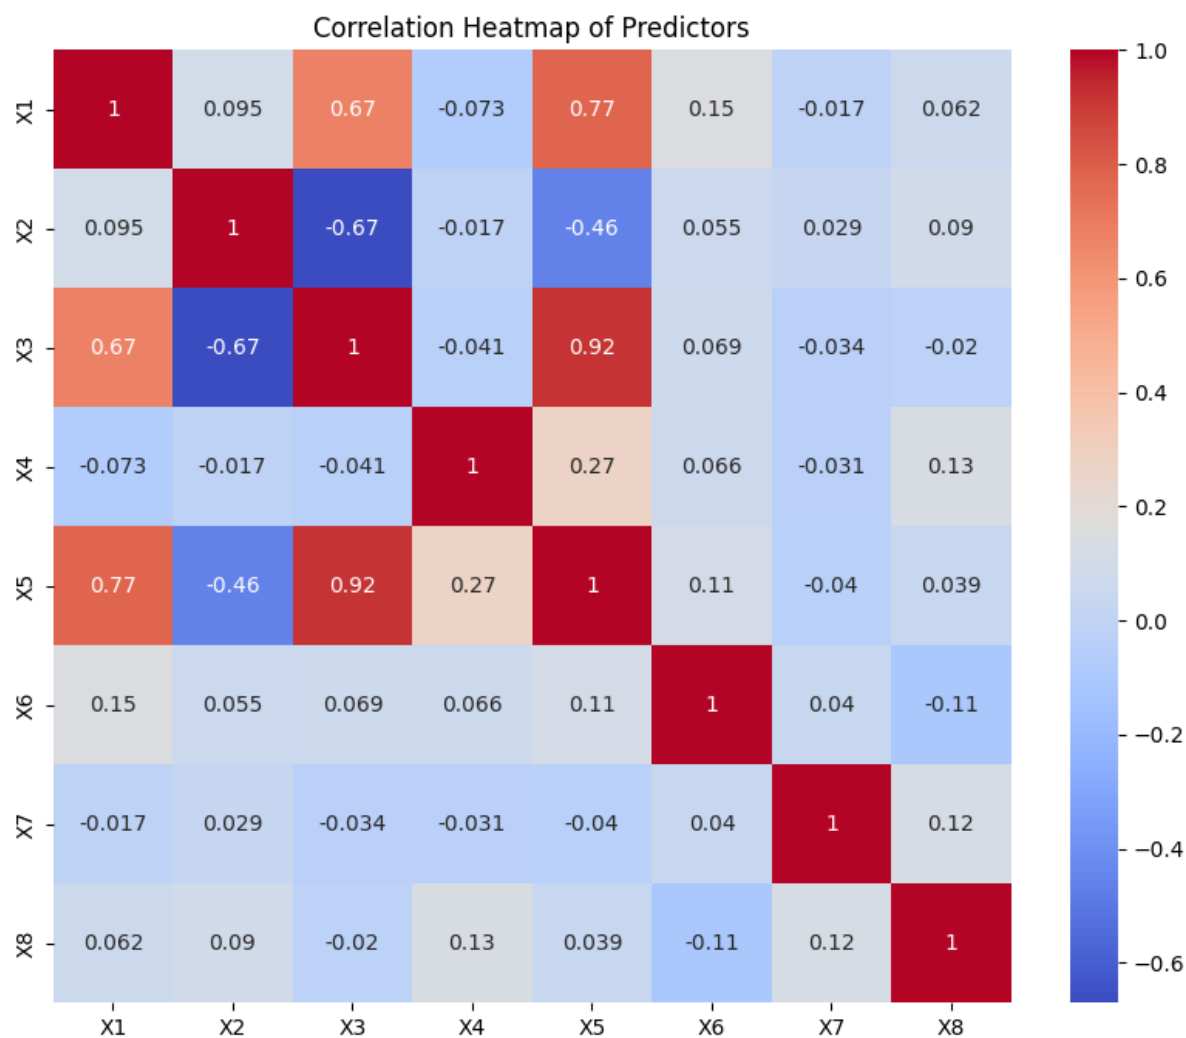 Correlation Heatmap of Predictors
X1 1 0.095 0.67 -0.073 0.77 0.15 -0.017 0.062
X2 0.095 1 -0.67 -0.017 -0.46 0.055 0.029 0.09
X3 0.67 -0.67 1 -0.041 0.92 0.069 -0.034 -0.02
X4 -0.073 -0.017 -0.041 1 0.27 0.066 -0.031 0.13
X5 0.77 -0.46 0.92 0.27 1 0.11 -0.04 0.039
X6 0.15 0.055 0.069 0.066 0.11 1 0.04 -0.11
X7 -0.017 0.029 -0.034 -0.031 -0.04 0.04 1 0.12
X8 0.062 0.09 -0.02 0.13 0.039 -0.11 0.12 1
X1 X2 X3 X4 X5 X6 X7 X8
1.0
0.8
0.6
0.4
0.2
0.0
−0.2
−0.4
−0.6